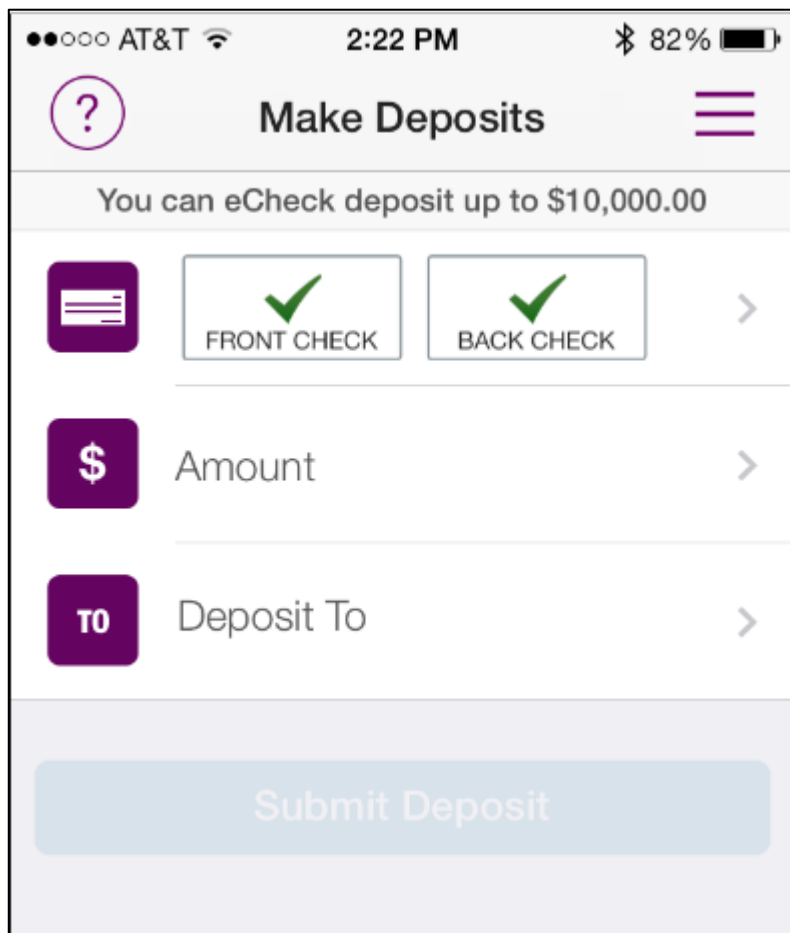 AT&T 2:22 PM 82%
? Make Deposits
You can eCheck deposit up to $10,000.00
FRONT CHECK BACK CHECK
$ Amount
TO Deposit To
Submit Deposit